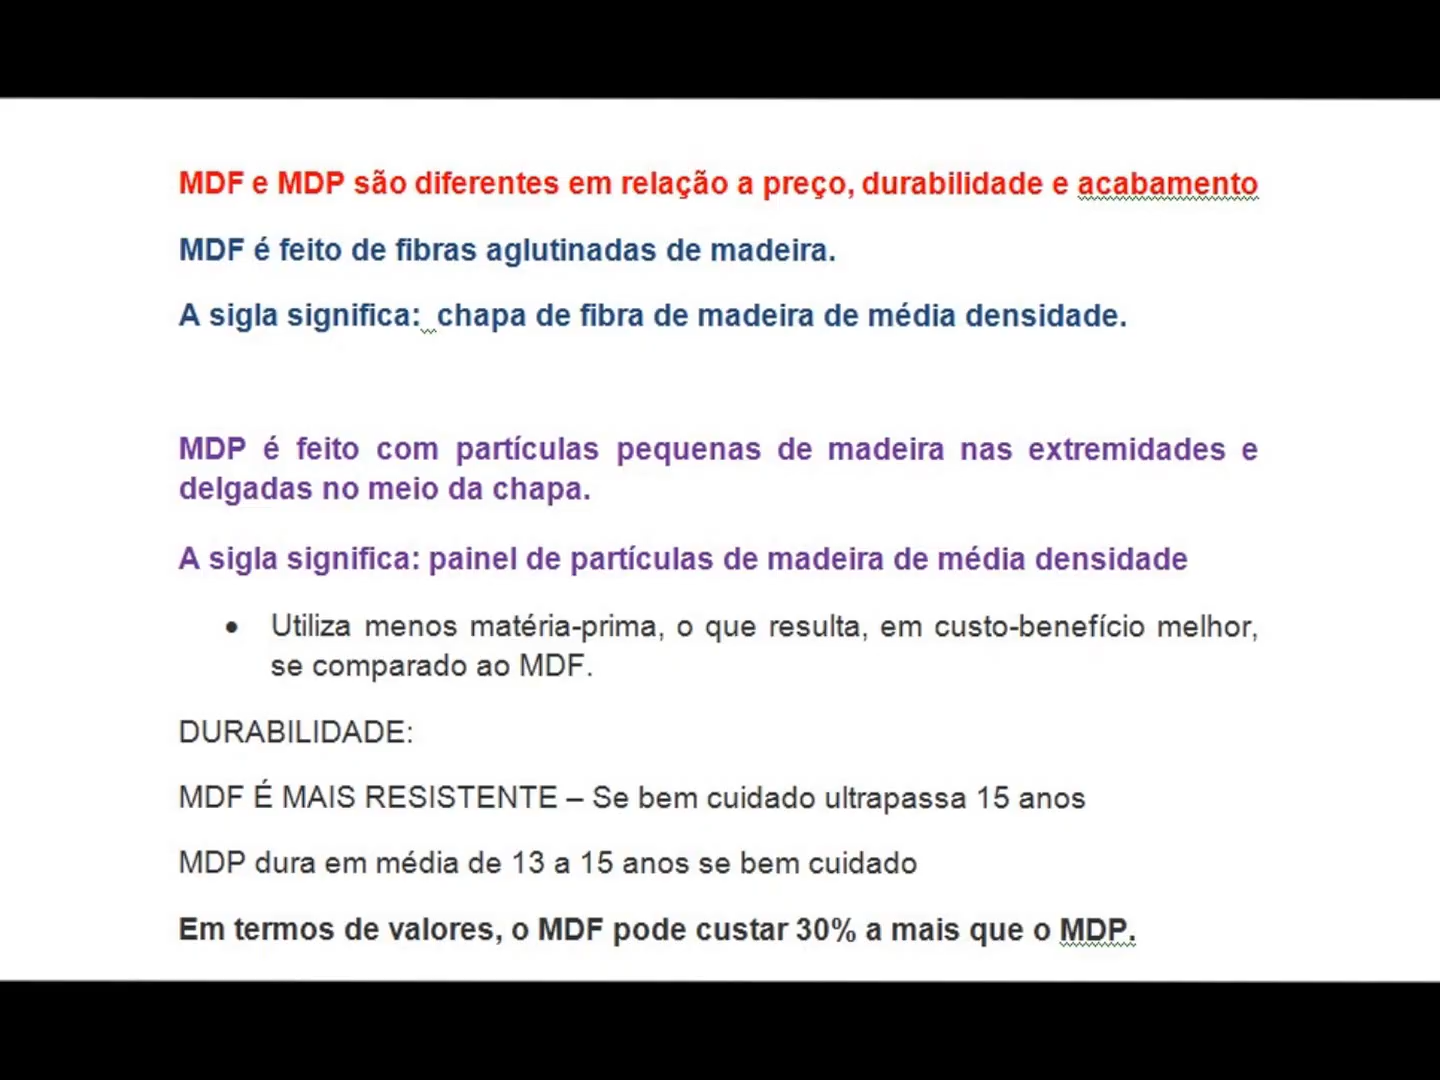 MDF e MDP são diferentes em relação a preço, durabilidade e acabamento
MDF é feito de fibras aglutinadas de madeira.
A sigla significa: chapa de fibra de madeira de média densidade.
MDP é feito com partículas pequenas de madeira nas extremidades e
delgadas no meio da chapa.
A sigla significa: painel de partículas de madeira de média densidade
• Utiliza menos matéria-prima, o que resulta, em custo-benefício melhor,
se comparado ao MDF.
DURABILIDADE:
MDF É MAIS RESISTENTE – Se bem cuidado ultrapassa 15 anos
MDP dura em média de 13 a 15 anos se bem cuidado
Em termos de valores, o MDF pode custar 30% a mais que o MDP.